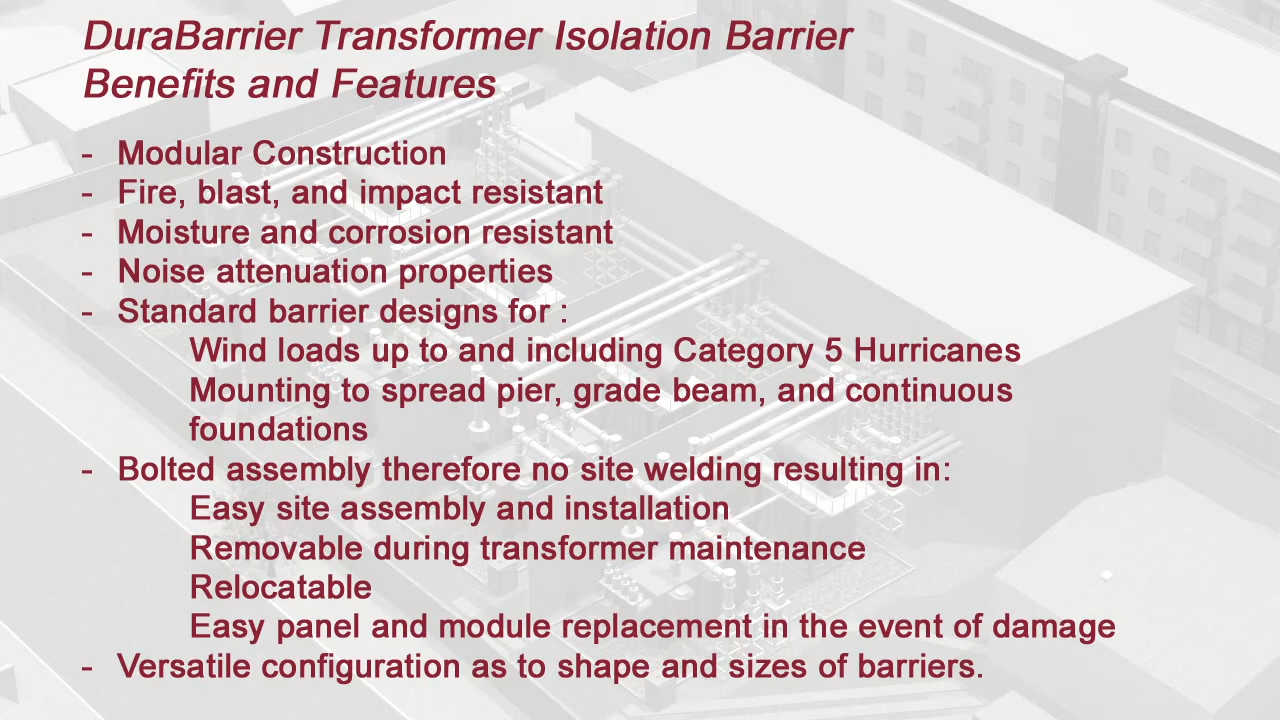 DuraBarrier Transformer Isolation Barrier
Benefits and Features
- Modular Construction
- Fire, blast, and impact resistant
- Moisture and corrosion resistant
- Noise attenuation properties
- Standard barrier designs for :
Wind loads up to and including Category 5 Hurricanes
Mounting to spread pier, grade beam, and continuous
foundations
- Bolted assembly therefore no site welding resulting in:
Easy site assembly and installation
Removable during transformer maintenance
Relocatable
Easy panel and module replacement in the event of damage
- Versatile configuration as to shape and sizes of barriers.